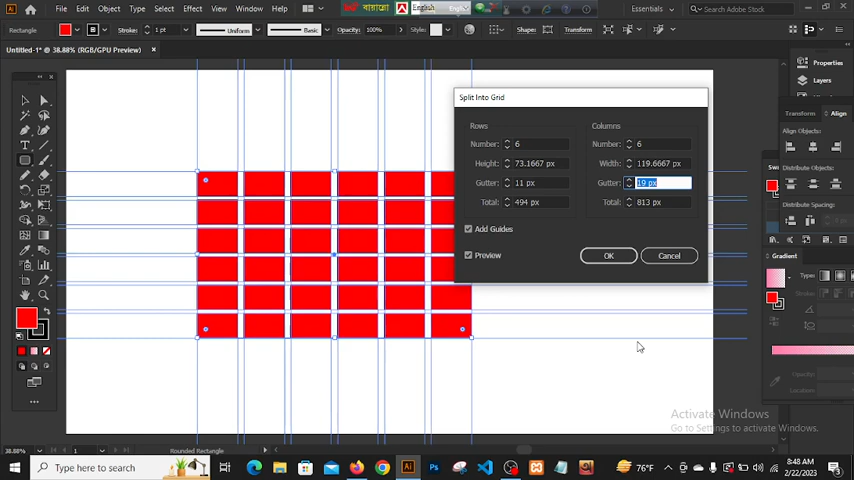 বায়ান্নো English
File Edit Object Type Select Effect View Window Help Essentials Search Adobe Stock
Rectangle Stroke: 1 pt Uniform Basic Opacity: 100% Style: Shape: Transform
Untitled-1* @ 38.88% (RGB/GPU Preview) ×
Properties
Layers
Transform Align
Align Objects:
Distribute Objects:
Distribute Spacing:
Gradient
Type:
Split Into Grid
Rows Columns
Number: 6 Number: 6
Height: 73.1667 px Width: 119.6667 px
Gutter: 11 px Gutter: 19 px
Total: 494 px Total: 813 px
Add Guides
Preview OK Cancel
Activate Windows
Go to Settings to activate Windows.
38.88% 1 Rounded Rectangle
Type here to search
76°F
8:48 AM
2/22/2023